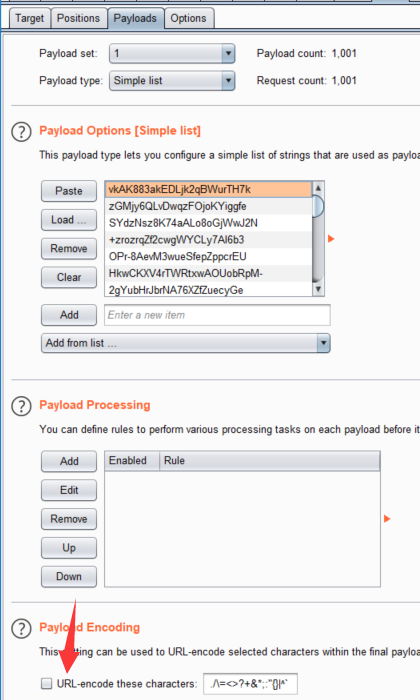 Target Positions Payloads Options
Payload set: 1 Payload count: 1,001
Payload type: Simple list Request count: 1,001
? Payload Options [Simple list]
This payload type lets you configure a simple list of strings that are used as payloa
Paste vkAK883akEDLjk2qBWurTH7k
zGMjy6QLvDwqzFOjoKYiggfe
Load ... SYdzNsz8K74aALo8oGjWwJ2N
+zrozrqZf2cwgWYCLy7Al6b3
Remove OPr-8AevM3wueSfepZppcrEU
HkwCKXV4rTWRtxwAOUobRpM-
Clear 2gYubHrJbrNA76XZfZuecyGe
Add Enter a new item
Add from list ...
? Payload Processing
You can define rules to perform various processing tasks on each payload before it
Add Enabled Rule
Edit
Remove
Up
Down
? Payload Encoding
This setting can be used to URL-encode selected characters within the final payloa
URL-encode these characters: ./\=<>?+&*;:"{}|^`